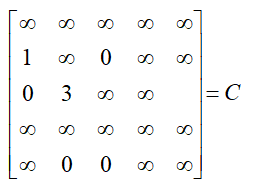 ∞ ∞ ∞ ∞ ∞
1 ∞ 0 ∞ ∞
0 3 ∞ ∞ = C
∞ ∞ ∞ ∞ ∞
∞ 0 0 ∞ ∞